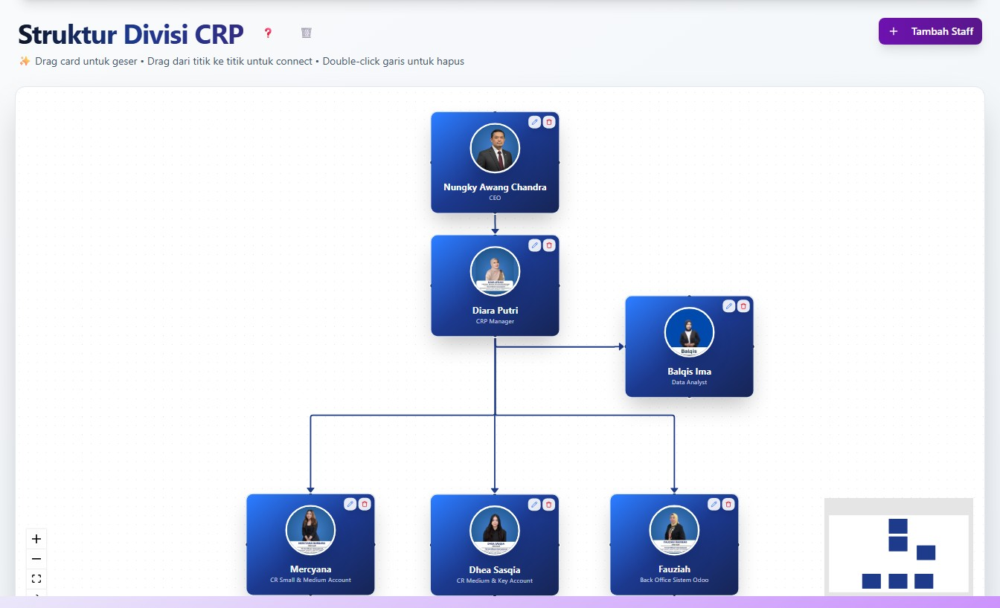 Struktur Divisi CRP ❓ 🗑️
+ Tambah Staff
✨ Drag card untuk geser • Drag dari titik ke titik untuk connect • Double-click garis untuk hapus
Nungky Awang Chandra
CEO
Diara Putri
CRP Manager
Balqis
Balqis Ima
Data Analyst
Mercyana
CR Small & Medium Account
Dhea Sasqia
CR Medium & Key Account
Fauziah
Back Office Sistem Odoo